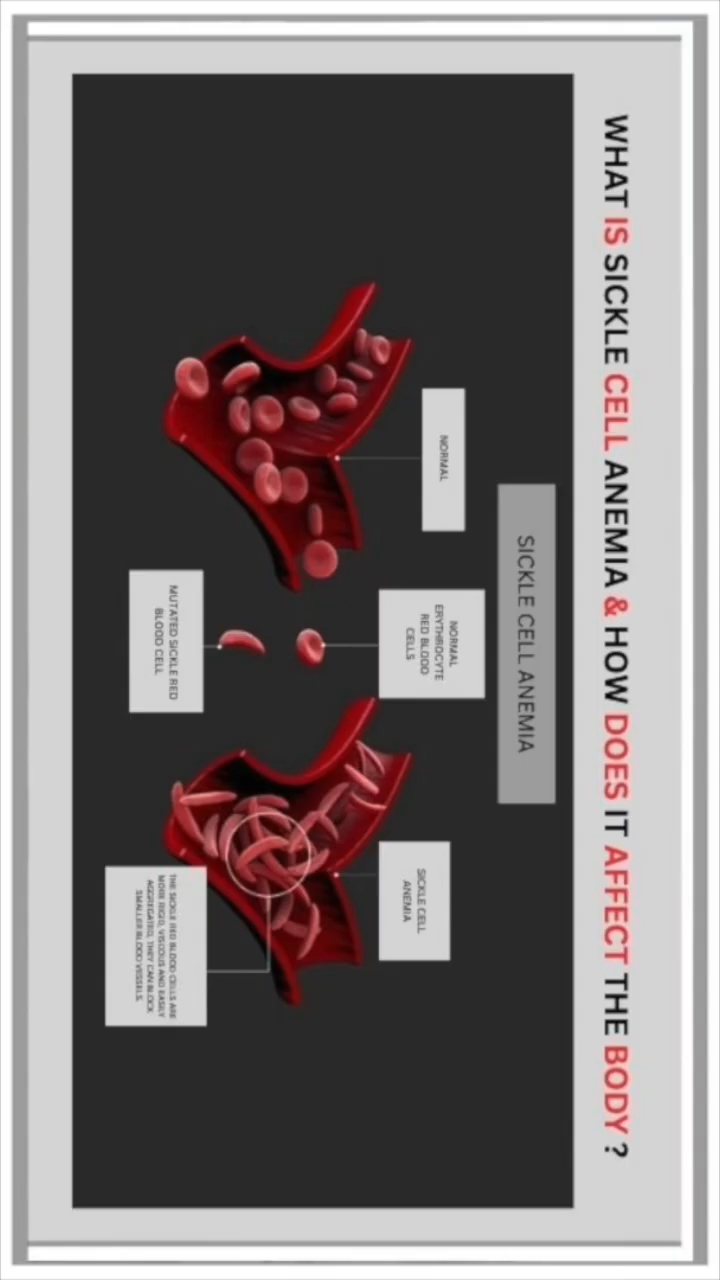 WHAT IS SICKLE CELL ANEMIA & HOW DOES IT AFFECT THE BODY ?
SICKLE CELL ANEMIA
NORMAL
NORMAL
ERYTHROCYTE
RED BLOOD
CELLS
SICKLE CELL
ANEMIA
MUTATED SICKLE RED
BLOOD CELL
THE SICKLE RED BLOOD CELLS ARE
MORE RIGID, VISCOUS AND EASILY
AGGREGATED, THEY CAN BLOCK
SMALLER BLOOD VESSELS.